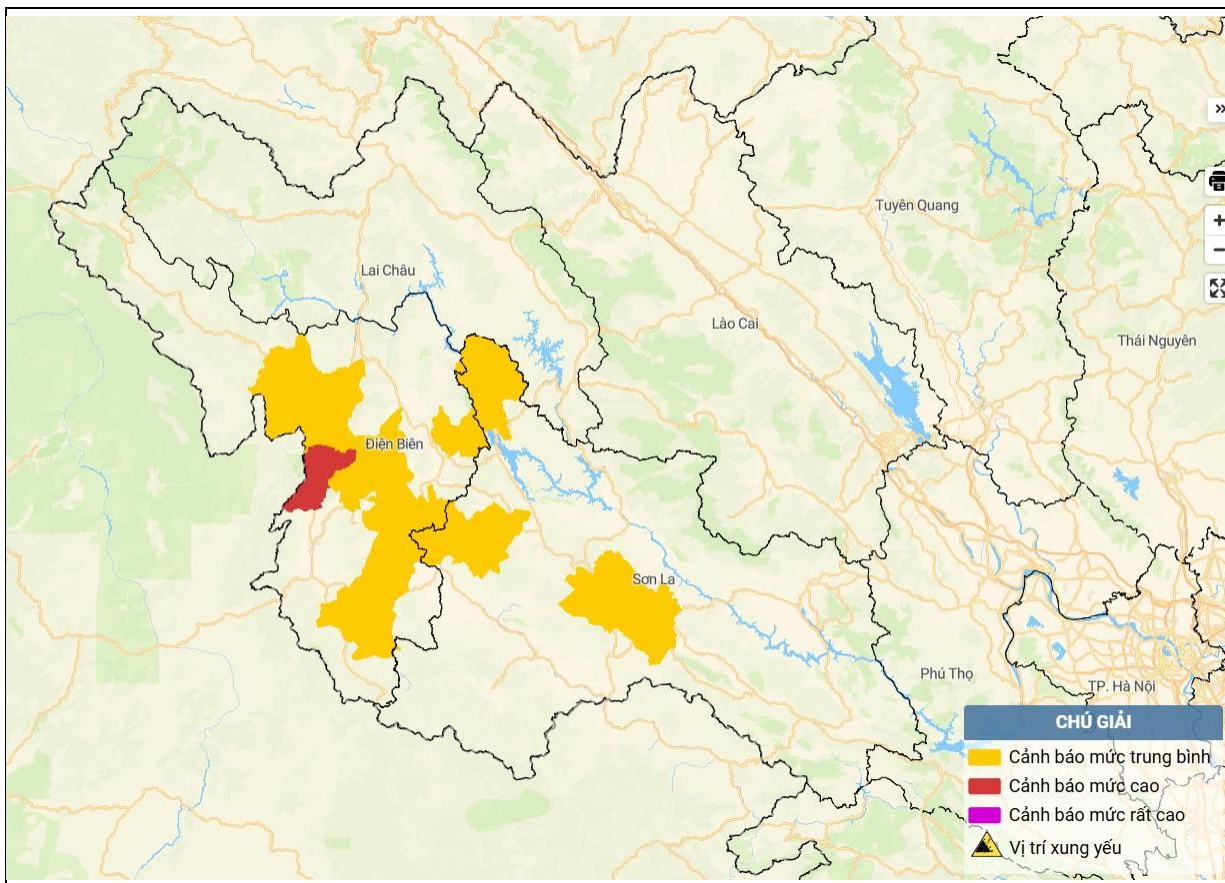 Tuyên Quang
Lai Châu
Lào Cai
Thái Nguyên
Điện Biên
Sơn La
Phú Thọ
TP. Hà Nội
CHÚ GIẢI
Cảnh báo mức trung bình
Cảnh báo mức cao
Cảnh báo mức rất cao
Vị trí xung yếu